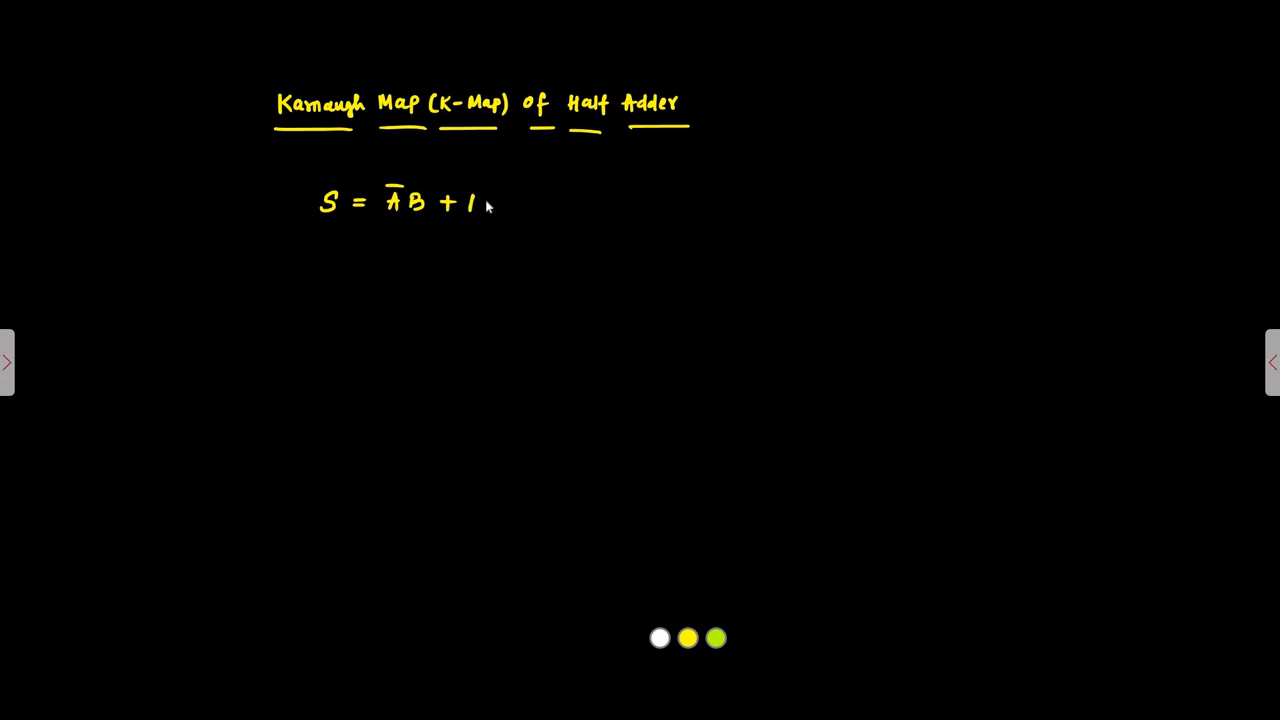 Karnaugh Map (K-Map) Of Half Adder
S = A̅ B +